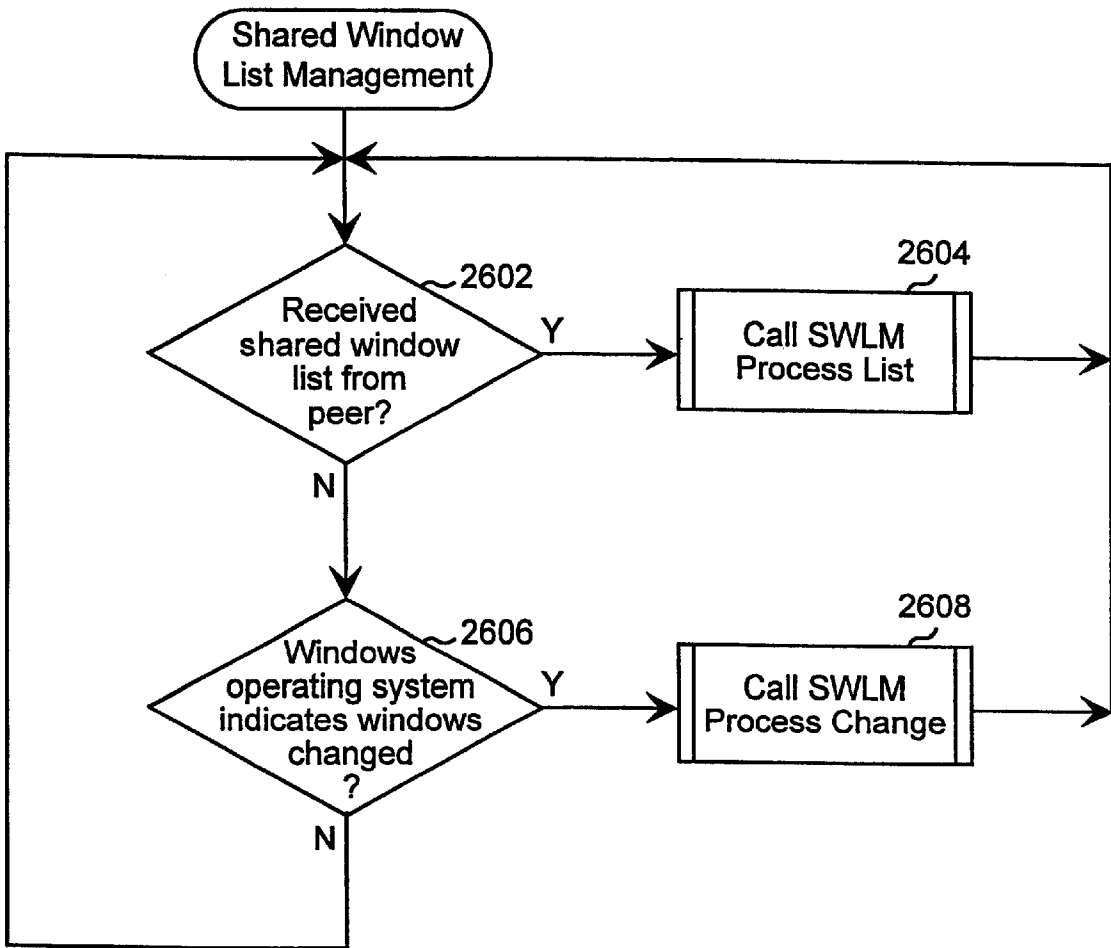 Shared Window
List Management
2602
Received
shared window
list from
peer?
Y
N
2604
Call SWLM
Process List
2606
Windows
operating system
indicates windows
changed
?
Y
N
2608
Call SWLM
Process Change